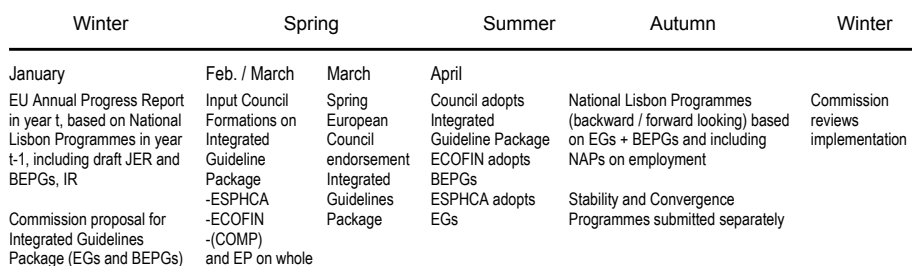 Winter Spring Summer Autumn Winter
January Feb. / March March April
EU Annual Progress Report
in year t, based on National
Lisbon Programmes in year
t-1, including draft JER and
BEPGs, IR
Commission proposal for
Integrated Guidelines
Package (EGs and BEPGs)
Input Council
Formations on
Integrated
Guideline
Package
-ESPHCA
-ECOFIN
-(COMP)
and EP on whole
Spring
European
Council
endorsement
Integrated
Guidelines
Package
Council adopts
Integrated
Guideline Package
ECOFIN adopts
BEPGs
ESPHCA adopts
EGs
National Lisbon Programmes
(backward / forward looking) based
on EGs + BEPGs and including
NAPs on employment
Stability and Convergence
Programmes submitted separately
Commission
reviews
implementation